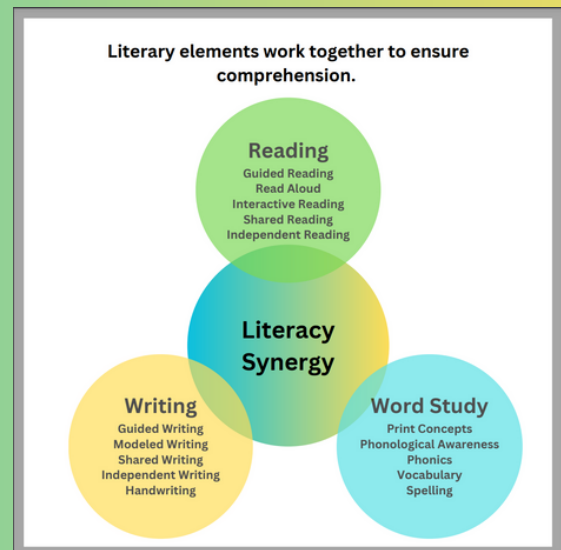 Literary elements work together to ensure
comprehension.
Reading
Guided Reading
Read Aloud
Interactive Reading
Shared Reading
Independent Reading
Literacy
Synergy
Writing
Guided Writing
Modeled Writing
Shared Writing
Independent Writing
Handwriting
Word Study
Print Concepts
Phonological Awareness
Phonics
Vocabulary
Spelling